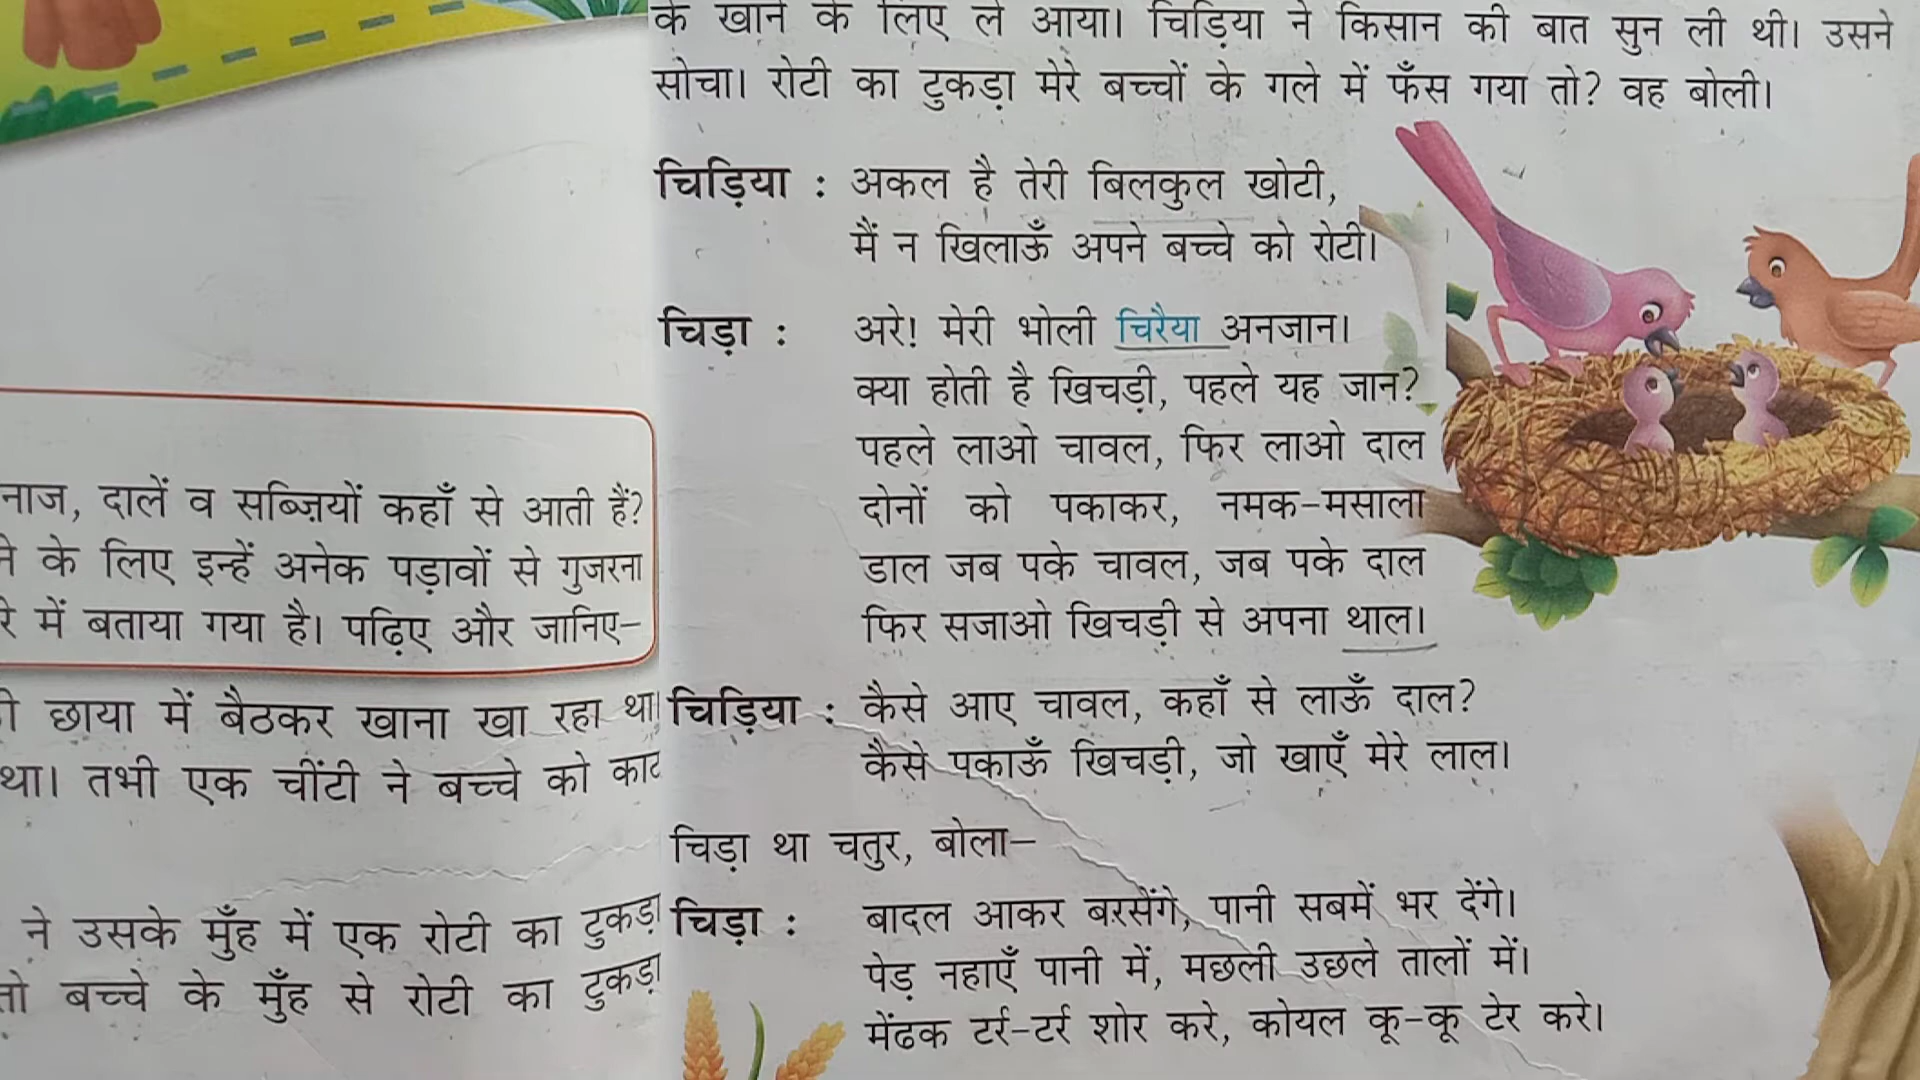 नाज, दालें व सब्ज़ियों कहाँ से आती हैं?
के लिए इन्हें अनेक पड़ावों से गुजरना
में बताया गया है। पढ़िए और जानिए–
छाया में बैठकर खाना खा रहा था।
था। तभी एक चींटी ने बच्चे को काट
ने उसके मुँह में एक रोटी का टुकड़ा
तो बच्चे के मुँह से रोटी का टुकड़ा
के खाने के लिए ले आया। चिड़िया ने किसान की बात सुन ली थी। उसने
सोचा। रोटी का टुकड़ा मेरे बच्चों के गले में फँस गया तो? वह बोली।
चिड़िया : अकल है तेरी बिलकुल खोटी,
मैं न खिलाऊँ अपने बच्चे को रोटी।
चिड़ा : अरे! मेरी भोली चिरैया अनजान।
क्या होती है खिचड़ी, पहले यह जान?
पहले लाओ चावल, फिर लाओ दाल
दोनों को पकाकर, नमक-मसाला
डाल जब पके चावल, जब पके दाल
फिर सजाओ खिचड़ी से अपना थाल।
चिड़िया : कैसे आए चावल, कहाँ से लाऊँ दाल?
कैसे पकाऊँ खिचड़ी, जो खाएँ मेरे लाल।
चिड़ा था चतुर, बोला–
चिड़ा : बादल आकर बरसेंगे, पानी सबमें भर देंगे।
पेड़ नहाएँ पानी में, मछली उछले तालों में।
मेंढक टर्र-टर्र शोर करे, कोयल कू-कू टेर करे।